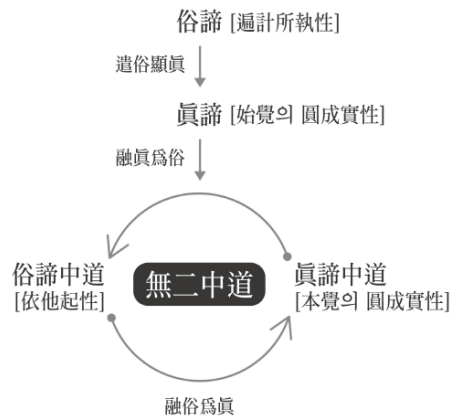 俗諦 [遍計所執性]
遣俗顯眞
眞諦 [始覺의 圓成實性]
融眞爲俗
俗諦中道
[依他起性]
無二中道
眞諦中道
[本覺의 圓成實性]
融俗爲眞